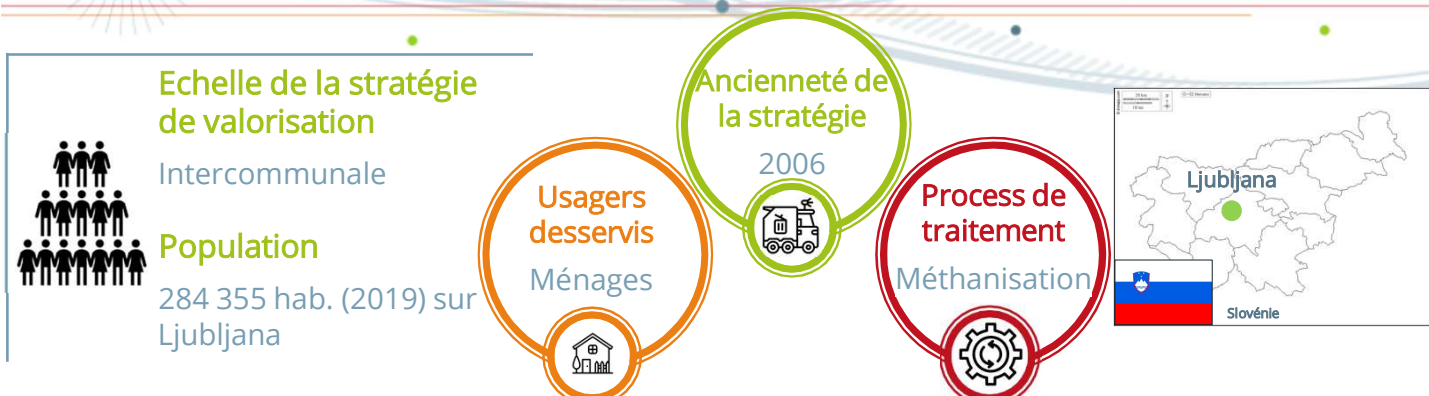 Echelle de la stratégie
de valorisation
Intercommunale
Population
284 355 hab. (2019) sur
Ljubljana
Usagers
desservis
Ménages
Ancienneté de
la stratégie
2006
Process de
traitement
Méthanisation
Ljubljana
Slovénie